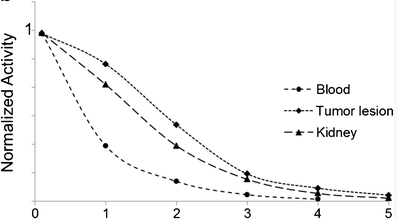 1
Normalized Activity
Blood
Tumor lesion
Kidney
0 1 2 3 4 5